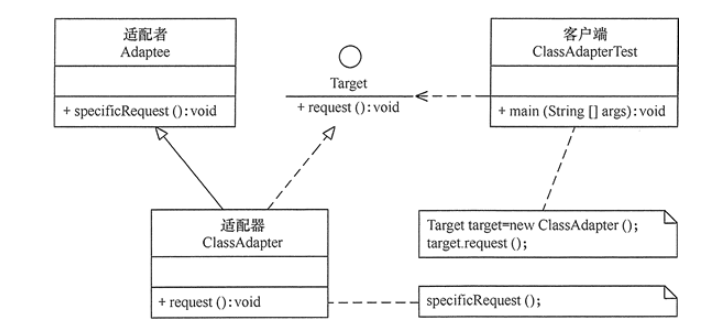 适配者
Adaptee
+ specificRequest (): void
Target
+ request (): void
客户端
ClassAdapterTest
+ main (String [] args): void
适配器
ClassAdapter
+ request (): void
Target target=new ClassAdapter ();
target.request ();
specificRequest ();